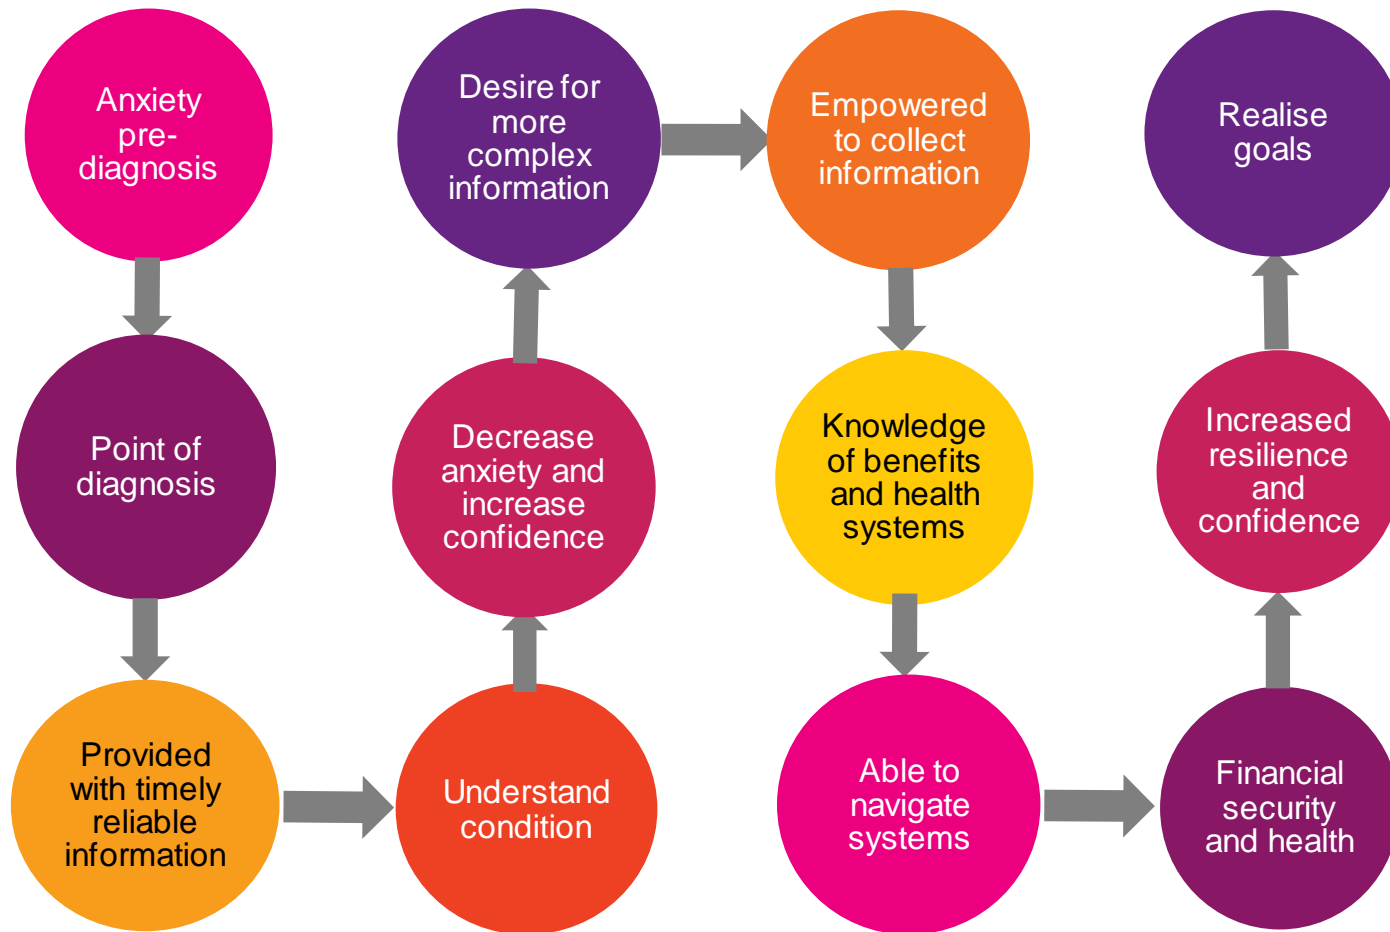 Anxiety
pre-
diagnosis
Point of
diagnosis
Provided
with timely
reliable
information
Understand
condition
Decrease
anxiety and
increase
confidence
Desire for
more
complex
information
Empowered
to collect
information
Knowledge
of benefits
and health
systems
Able to
navigate
systems
Financial
security
and health
Increased
resilience
and
confidence
Realise
goals